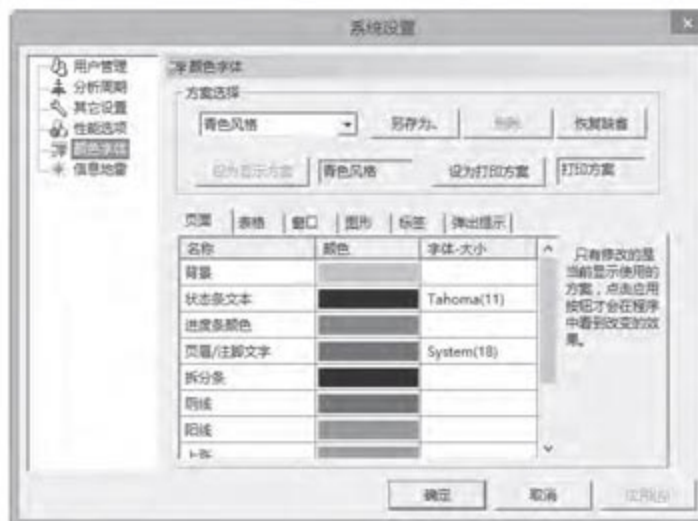 系统设置
用户管理
分析周期
其它设置
性能选项
颜色字体
信息地雷
颜色字体
方案选择
青色风格
另存为..
删除
恢复缺省
设为显示方案
青色风格
设为打印方案
打印方案
页面 表格 窗口 图形 标签 弹出提示
名称 颜色 字体-大小
背景
状态条文本 Tahoma(11)
进度条颜色
页眉/注脚文字 System(18)
拆分条
阴线
阳线
上涨
只有修改的是
当前显示使用的
方案，点击应用
按钮才会在程序
中看到改变的效
果。
确定
取消
应用(A)